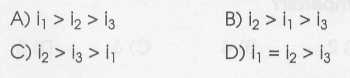 A) i₁ > i₂ > i₃ B) i₂ > i₁ > i₃
C) i₂ > i₃ > i₁ D) i₁ = i₂ > i₃